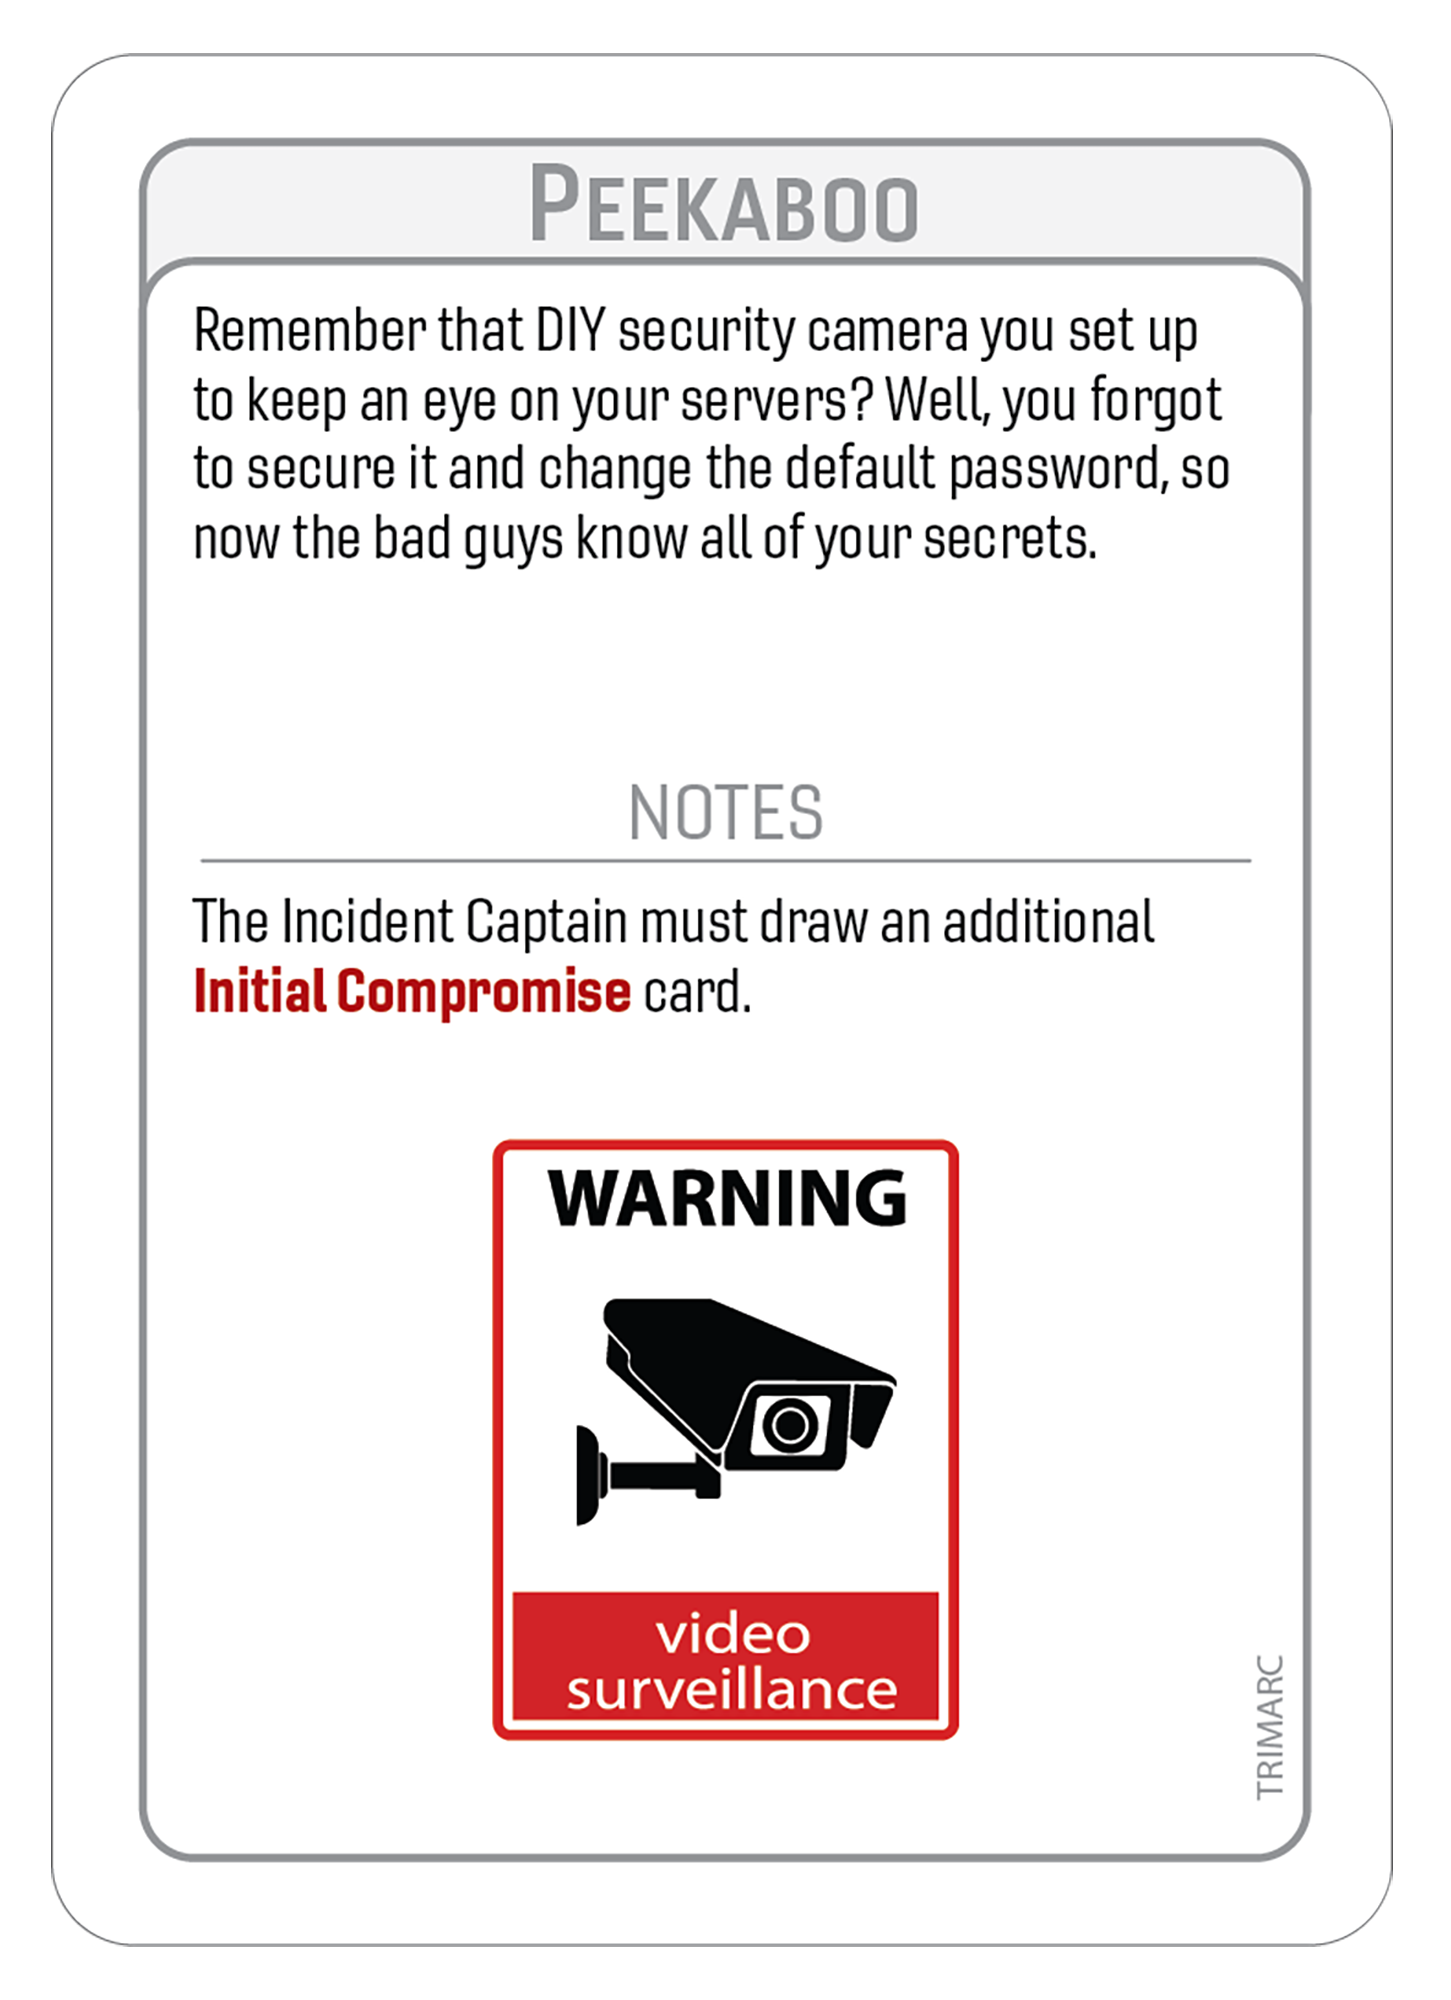 PEEKABOO
Remember that DIY security camera you set up
to keep an eye on your servers? Well, you forgot
to secure it and change the default password, so
now the bad guys know all of your secrets.
NOTES
The Incident Captain must draw an additional
Initial Compromise card.
WARNING
video
surveillance
TRIMARC